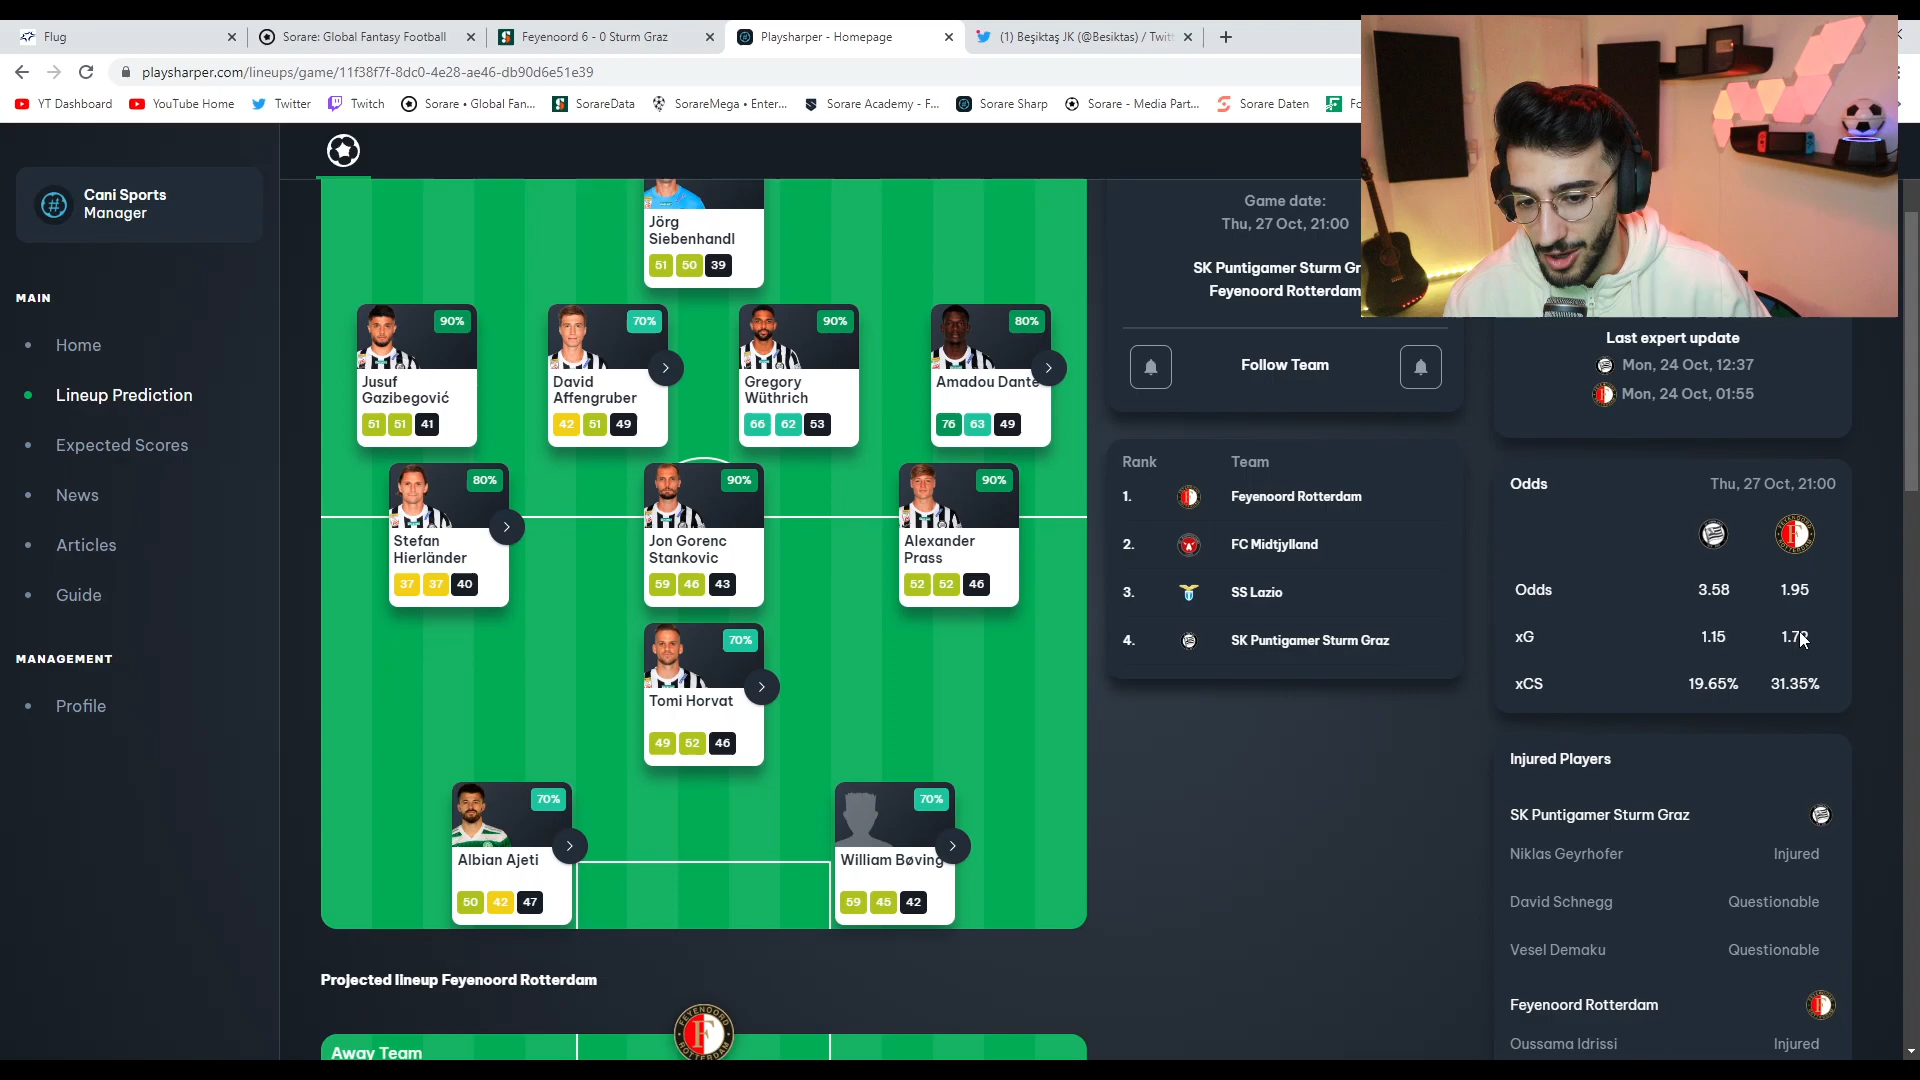 Flug
Sorare: Global Fantasy Football
Feyenoord 6 - 0 Sturm Graz
Playsharper - Homepage
(1) Beşiktaş JK (@Besiktas) / Twit
playsharper.com/lineups/game/11f38f7f-8dc0-4e28-ae46-db90d6e51e39
YT Dashboard
YouTube Home
Twitter
Twitch
Sorare • Global Fan...
SorareData
SorareMega • Enter...
Sorare Academy - F...
Sorare Sharp
Sorare - Media Part...
Sorare Daten
Fo
Cani Sports
Manager
MAIN
Home
Lineup Prediction
Expected Scores
News
Articles
Guide
MANAGEMENT
Profile
Jörg
Siebenhandl
51 50 39
90%
Jusuf
Gazibegović
51 51 41
70%
David
Affengruber
42 51 49
90%
Gregory
Wüthrich
66 62 53
80%
Amadou Dante
76 63 49
80%
Stefan
Hierländer
37 37 40
90%
Jon Gorenc
Stankovic
59 46 43
90%
Alexander
Prass
52 52 46
70%
Tomi Horvat
49 52 46
70%
Albian Ajeti
50 42 47
70%
William Bøving
59 45 42
Projected lineup Feyenoord Rotterdam
FEYENOORD
Away Team
Game date:
Thu, 27 Oct, 21:00
SK Puntigamer Sturm Gr
Feyenoord Rotterdam
Follow Team
Rank Team
1. Feyenoord Rotterdam
2. FC Midtjylland
3. SS Lazio
4. SK Puntigamer Sturm Graz
Last expert update
Mon, 24 Oct, 12:37
Mon, 24 Oct, 01:55
Odds Thu, 27 Oct, 21:00
Odds 3.58 1.95
xG 1.15
xCS 19.65% 31.35%
Injured Players
SK Puntigamer Sturm Graz
Niklas Geyrhofer Injured
David Schnegg Questionable
Vesel Demaku Questionable
Feyenoord Rotterdam
Oussama Idrissi Injured